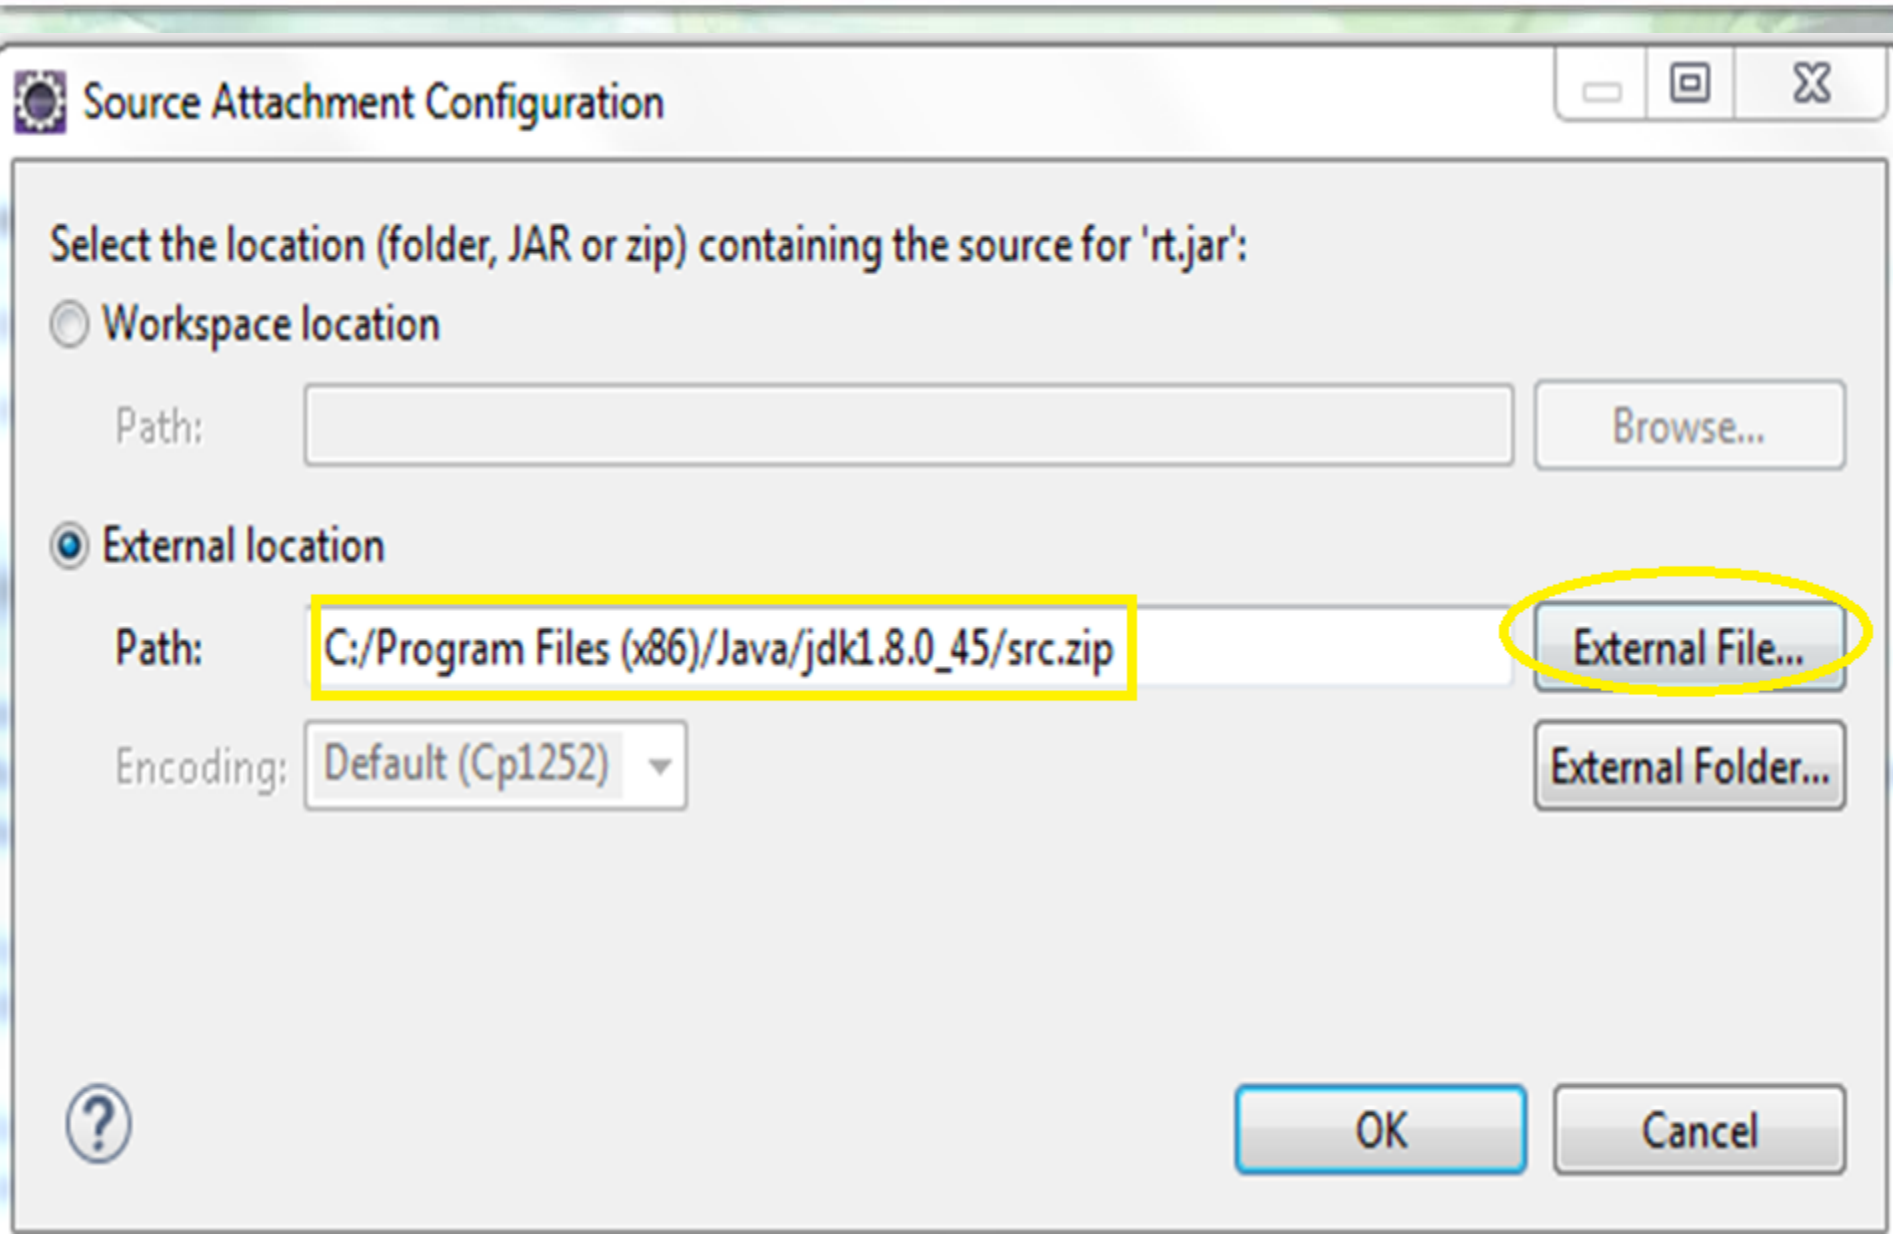 Source Attachment Configuration
Select the location (folder, JAR or zip) containing the source for 'rt.jar':
Workspace location
Path:
Browse...
External location
Path: C:/Program Files (x86)/Java/jdk1.8.0_45/src.zip External File...
Encoding: Default (Cp1252) External Folder...
?
OK Cancel